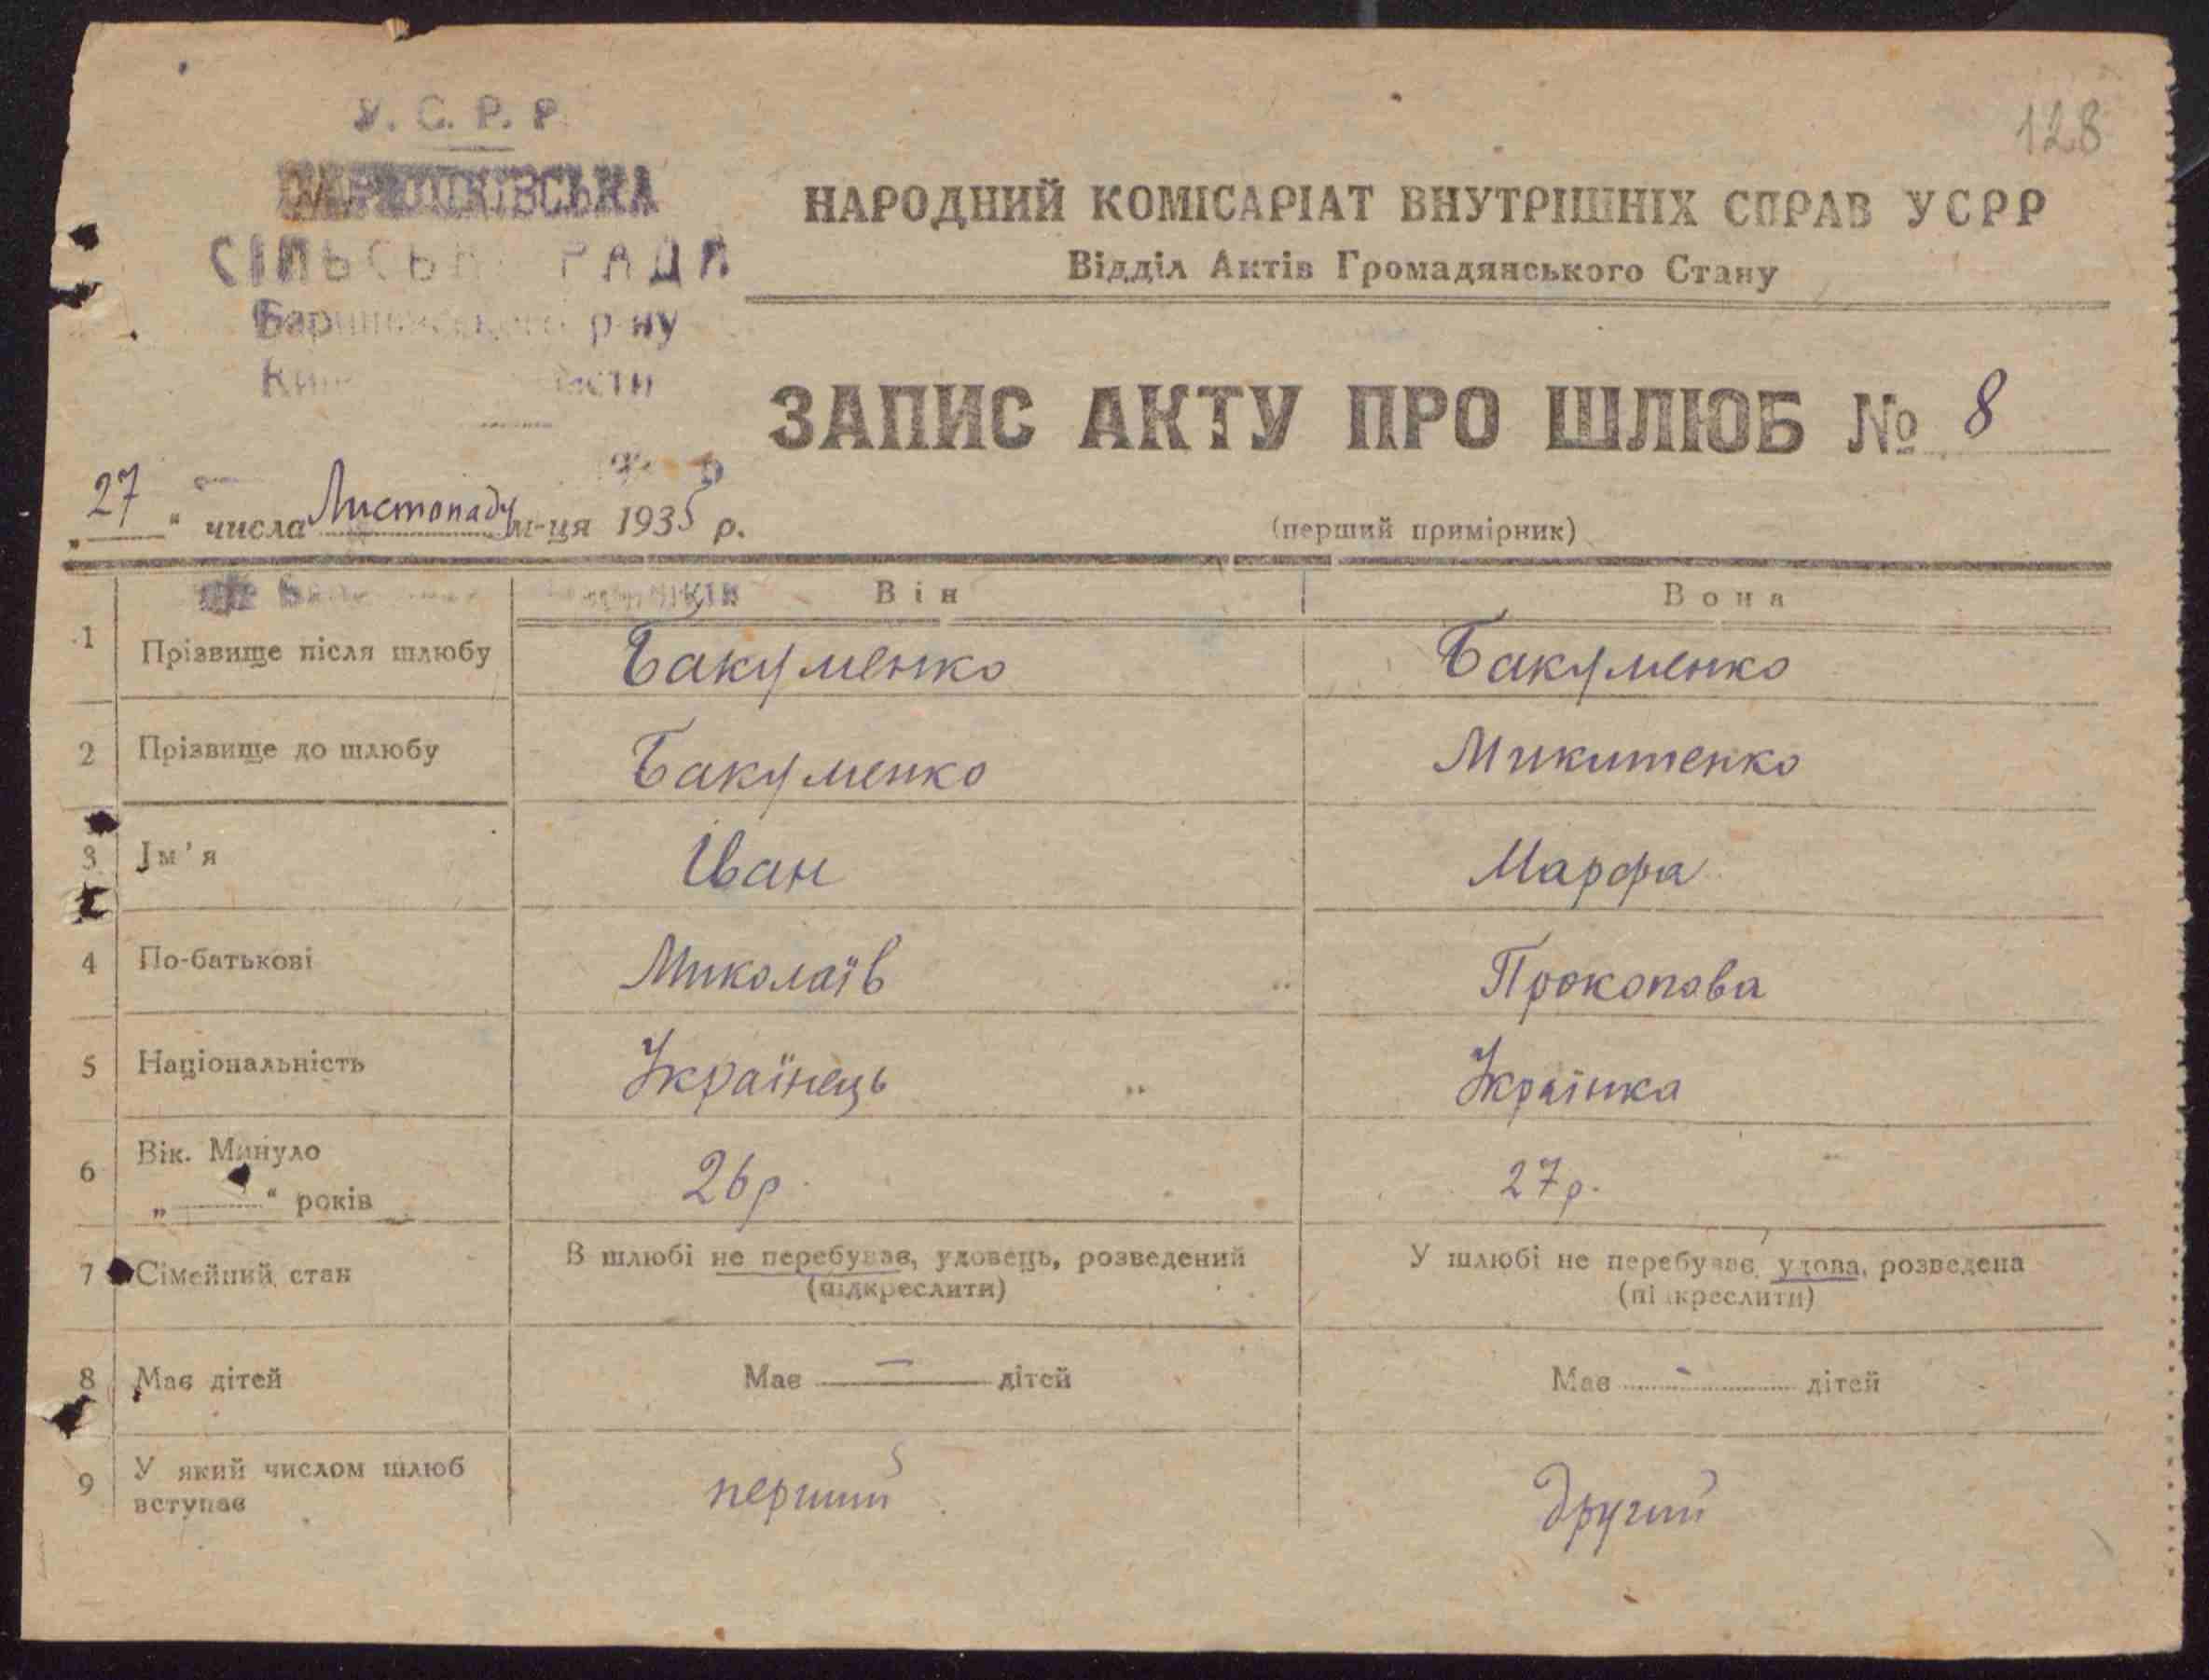 128
У. С. Р. Р.
СІЛЬСЬКА РАДА
р-ну
НАРОДНИЙ КОМІСАРІАТ ВНУТРІШНІХ СПРАВ УСРР
Відділ Актів Громадянського Стану
ЗАПИС АКТУ ПРО ШЛЮБ № 8
„27“ числа Листопаду м-ця 1935 р.
(перший примірник)
Він Вона
1 Прізвище після шлюбу Бакуменко Бакуменко
2 Прізвище до шлюбу Бакуменко Микитенко
3 Ім'я Іван Марфа
4 По-батькові Миколаїв Прокопова
5 Національність Українець Українка
6 Вік. Минуло „ “ років 26 р. 27 р.
7 Сімейний стан В шлюбі не перебуває, удовець, розведений У шлюбі не перебуває, удова, розведена
(підкреслити) (підкреслити)
8 Має дітей Має — дітей Має - дітей
9 У який числом шлюб
вступає перший другий